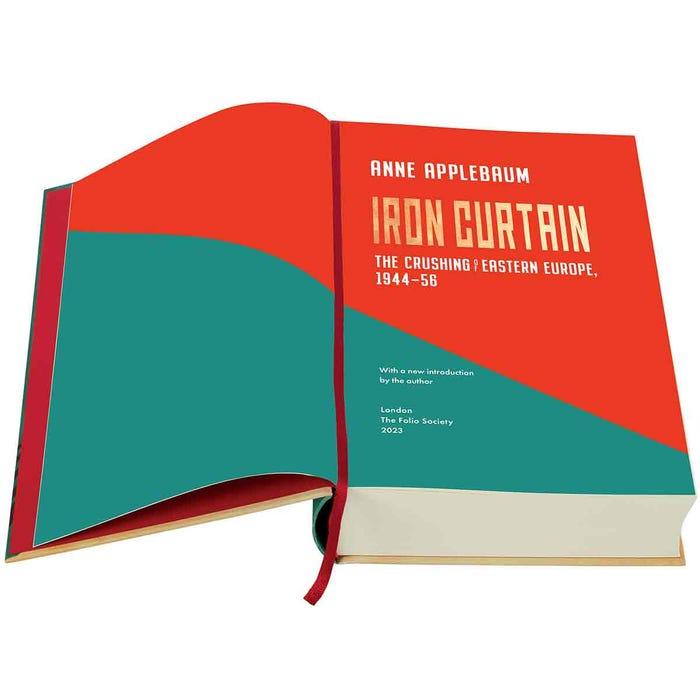 ANNE APPLEBAUM
IRON CURTAIN
THE CRUSHING OF EASTERN EUROPE,
1944–56
With a new introduction
by the author
London
The Folio Society
2023